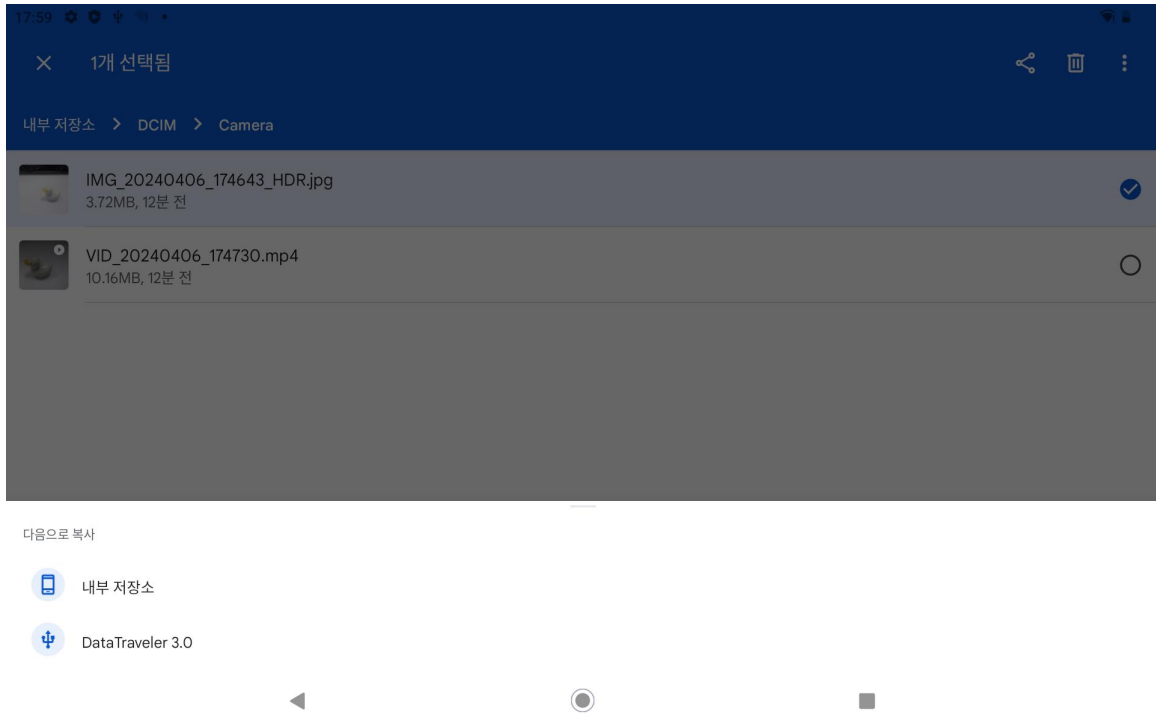 17:59
1개 선택됨
내부 저장소 > DCIM > Camera
IMG_20240406_174643_HDR.jpg
3.72MB, 12분 전
VID_20240406_174730.mp4
10.16MB, 12분 전
다음으로 복사
내부 저장소
DataTraveler 3.0